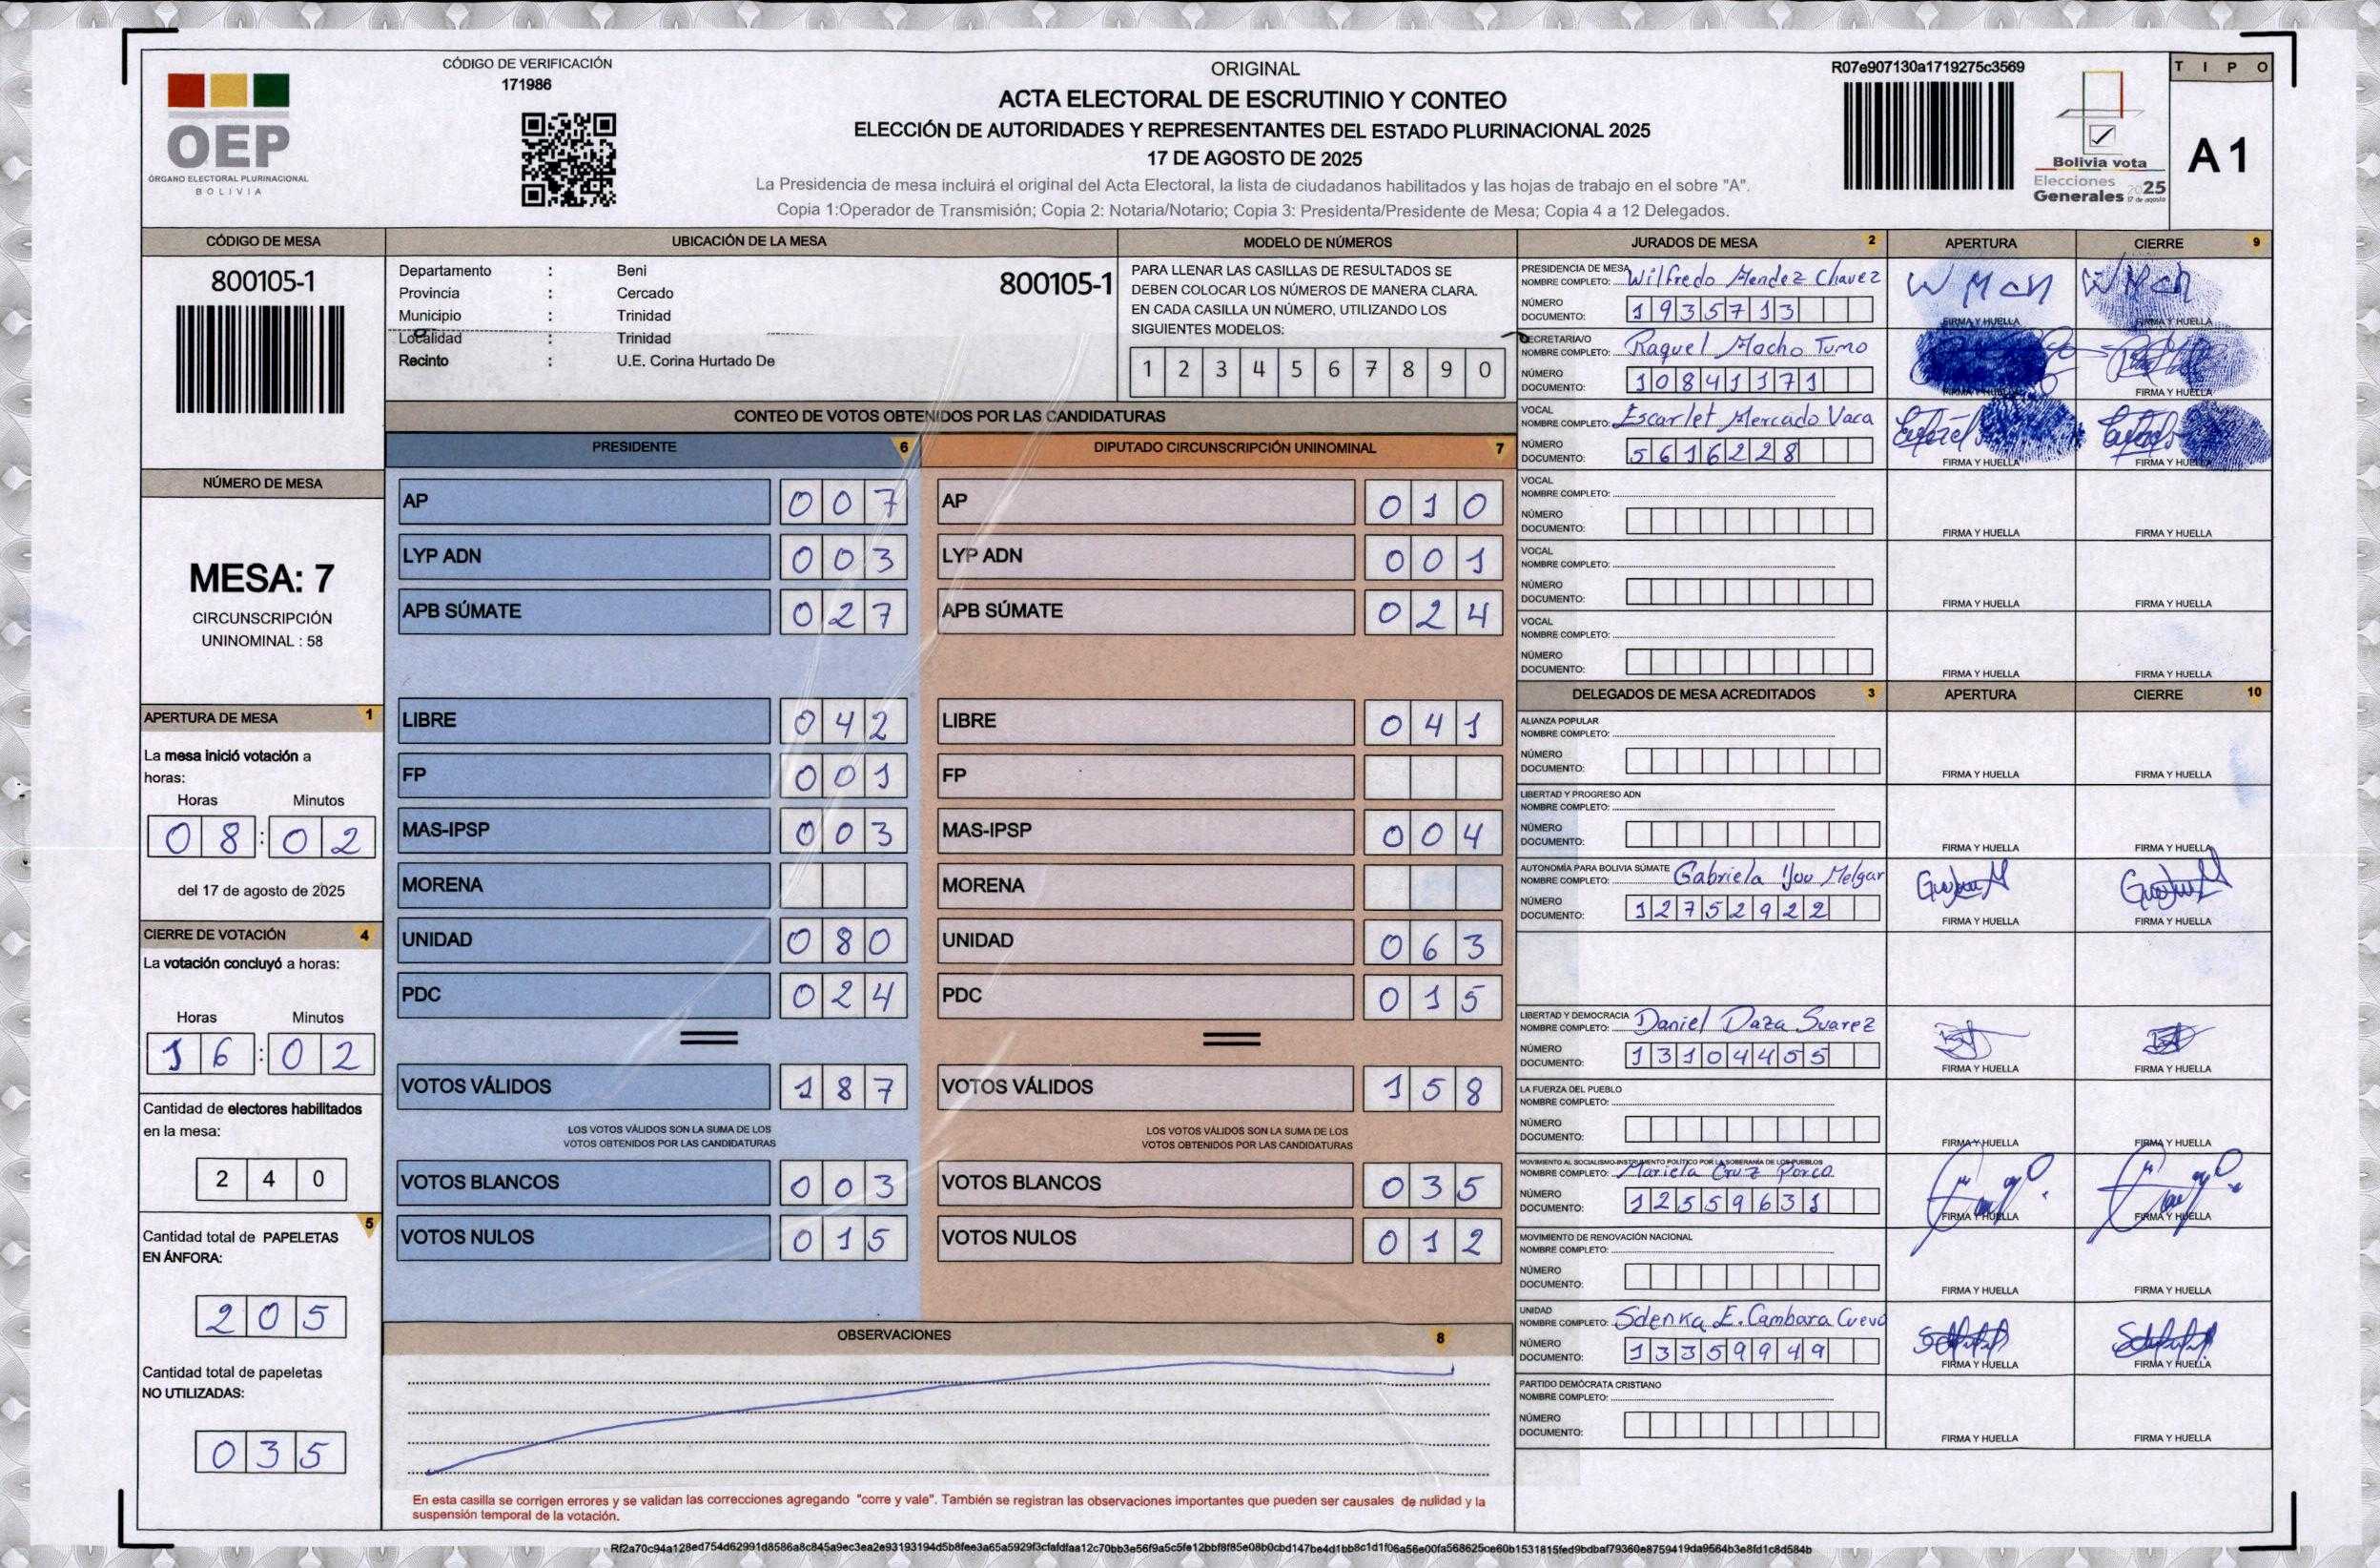 CÓDIGO DE VERIFICACIÓN
171986
OEP
ÓRGANO ELECTORAL PLURINACIONAL
BOLIVIA
ORIGINAL
ACTA ELECTORAL DE ESCRUTINIO Y CONTEO
ELECCIÓN DE AUTORIDADES Y REPRESENTANTES DEL ESTADO PLURINACIONAL 2025
17 DE AGOSTO DE 2025
La Presidencia de mesa incluirá el original del Acta Electoral, la lista de ciudadanos habilitados y las hojas de trabajo en el sobre "A".
Copia 1:Operador de Transmisión; Copia 2: Notaria/Notario; Copia 3: Presidenta/Presidente de Mesa; Copia 4 a 12 Delegados.
R07e907130a1719275c3569
Bolivia vota
Elecciones
Generales 2025
17 de agosto
TIPO
A1
CÓDIGO DE MESA
800105-1
NÚMERO DE MESA
MESA: 7
CIRCUNSCRIPCIÓN
UNINOMINAL : 58
APERTURA DE MESA 1
La mesa inició votación a
horas:
Horas Minutos
08:02
del 17 de agosto de 2025
CIERRE DE VOTACIÓN 4
La votación concluyó a horas:
Horas Minutos
16:02
Cantidad de electores habilitados
en la mesa:
240
5
Cantidad total de PAPELETAS
EN ÁNFORA:
205
Cantidad total de papeletas
NO UTILIZADAS:
035
UBICACIÓN DE LA MESA
Departamento : Beni
800105-1
Provincia : Cercado
Municipio : Trinidad
Localidad : Trinidad
Recinto : U.E. Corina Hurtado De
MODELO DE NÚMEROS
PARA LLENAR LAS CASILLAS DE RESULTADOS SE
DEBEN COLOCAR LOS NÚMEROS DE MANERA CLARA.
EN CADA CASILLA UN NÚMERO, UTILIZANDO LOS
SIGUIENTES MODELOS:
1 2 3 4 5 6 7 8 9 0
CONTEO DE VOTOS OBTENIDOS POR LAS CANDIDATURAS
PRESIDENTE 6
AP 007
LYP ADN 003
APB SÚMATE 027
LIBRE 042
FP 001
MAS-IPSP 003
MORENA
UNIDAD 080
PDC 024
VOTOS VÁLIDOS 187
LOS VOTOS VÁLIDOS SON LA SUMA DE LOS
VOTOS OBTENIDOS POR LAS CANDIDATURAS
VOTOS BLANCOS 003
VOTOS NULOS 015
DIPUTADO CIRCUNSCRIPCIÓN UNINOMINAL 7
AP 010
LYP ADN 001
APB SÚMATE 024
LIBRE 041
FP
MAS-IPSP 004
MORENA
UNIDAD 063
PDC 015
VOTOS VÁLIDOS 158
LOS VOTOS VÁLIDOS SON LA SUMA DE LOS
VOTOS OBTENIDOS POR LAS CANDIDATURAS
VOTOS BLANCOS 035
VOTOS NULOS 012
OBSERVACIONES 8
En esta casilla se corrigen errores y se validan las correcciones agregando "corre y vale". También se registran las observaciones importantes que pueden ser causales de nulidad y la
suspensión temporal de la votación.
JURADOS DE MESA 2 APERTURA CIERRE 9
PRESIDENCIA DE MESA
NOMBRE COMPLETO: Wilfredo Mendez Chavez
NÚMERO
DOCUMENTO: 1935713
W MCH WMCh
FIRMA Y HUELLA FIRMA Y HUELLA
SECRETARIA/O
NOMBRE COMPLETO: Raquel Macho Tumo
NÚMERO
DOCUMENTO: 10841171
FIRMA Y HUELLA FIRMA Y HUELLA
VOCAL
NOMBRE COMPLETO: Escarlet Mercado Vaca
NÚMERO
DOCUMENTO: 5616228
FIRMA Y HUELLA FIRMA Y HUELLA
VOCAL
NOMBRE COMPLETO:
NÚMERO
DOCUMENTO:
FIRMA Y HUELLA FIRMA Y HUELLA
VOCAL
NOMBRE COMPLETO:
NÚMERO
DOCUMENTO:
FIRMA Y HUELLA FIRMA Y HUELLA
VOCAL
NOMBRE COMPLETO:
NÚMERO
DOCUMENTO:
FIRMA Y HUELLA FIRMA Y HUELLA
DELEGADOS DE MESA ACREDITADOS 3 APERTURA CIERRE 10
ALIANZA POPULAR
NOMBRE COMPLETO:
NÚMERO
DOCUMENTO:
FIRMA Y HUELLA FIRMA Y HUELLA
LIBERTAD Y PROGRESO ADN
NOMBRE COMPLETO:
NÚMERO
DOCUMENTO:
FIRMA Y HUELLA FIRMA Y HUELLA
AUTONOMÍA PARA BOLIVIA SÚMATE
NOMBRE COMPLETO: Gabriela Melgar
NÚMERO
DOCUMENTO: 12752922
FIRMA Y HUELLA FIRMA Y HUELLA
LIBERTAD Y DEMOCRACIA
NOMBRE COMPLETO: Daniel Daza Suarez
NÚMERO
DOCUMENTO: 13104455
FIRMA Y HUELLA FIRMA Y HUELLA
LA FUERZA DEL PUEBLO
NOMBRE COMPLETO:
NÚMERO
DOCUMENTO:
FIRMA Y HUELLA FIRMA Y HUELLA
MOVIMIENTO AL SOCIALISMO-INSTRUMENTO POLÍTICO POR LA SOBERANÍA DE LOS PUEBLOS
NOMBRE COMPLETO: Mariela Cruz Porco
NÚMERO
DOCUMENTO: 12559631
FIRMA Y HUELLA FIRMA Y HUELLA
MOVIMIENTO DE RENOVACIÓN NACIONAL
NOMBRE COMPLETO:
NÚMERO
DOCUMENTO:
FIRMA Y HUELLA FIRMA Y HUELLA
UNIDAD
NOMBRE COMPLETO: Sdenka E. Cambara Cueva
NÚMERO
DOCUMENTO: 13359949
FIRMA Y HUELLA FIRMA Y HUELLA
PARTIDO DEMÓCRATA CRISTIANO
NOMBRE COMPLETO:
NÚMERO
DOCUMENTO:
FIRMA Y HUELLA FIRMA Y HUELLA